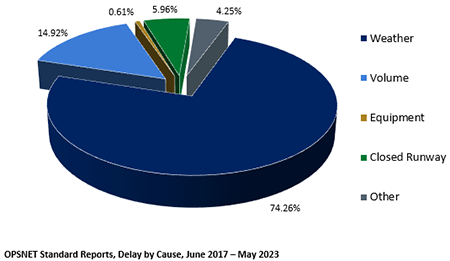 0.61%
5.96%
4.25%
14.92%
74.26%
Weather
Volume
Equipment
Closed Runway
Other
OPSNET Standard Reports, Delay by Cause, June 2017 – May 2023